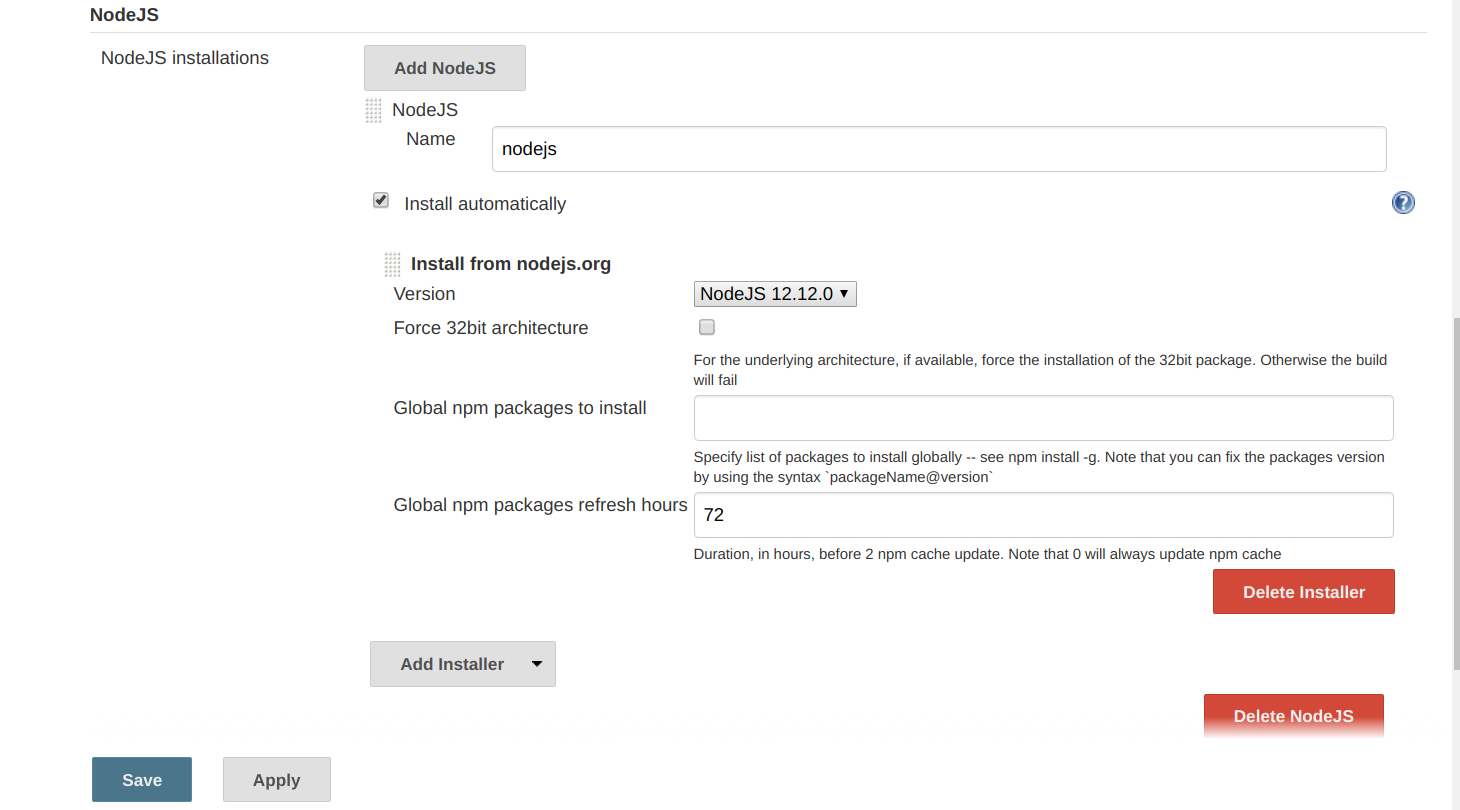 NodeJS
NodeJS installations
Add NodeJS
NodeJS
Name
nodejs
Install automatically
?
Install from nodejs.org
Version
NodeJS 12.12.0
Force 32bit architecture
For the underlying architecture, if available, force the installation of the 32bit package. Otherwise the build
will fail
Global npm packages to install
Specify list of packages to install globally -- see npm install -g. Note that you can fix the packages version
by using the syntax `packageName@version`
Global npm packages refresh hours
72
Duration, in hours, before 2 npm cache update. Note that 0 will always update npm cache
Delete Installer
Add Installer
Delete NodeJS
Save
Apply